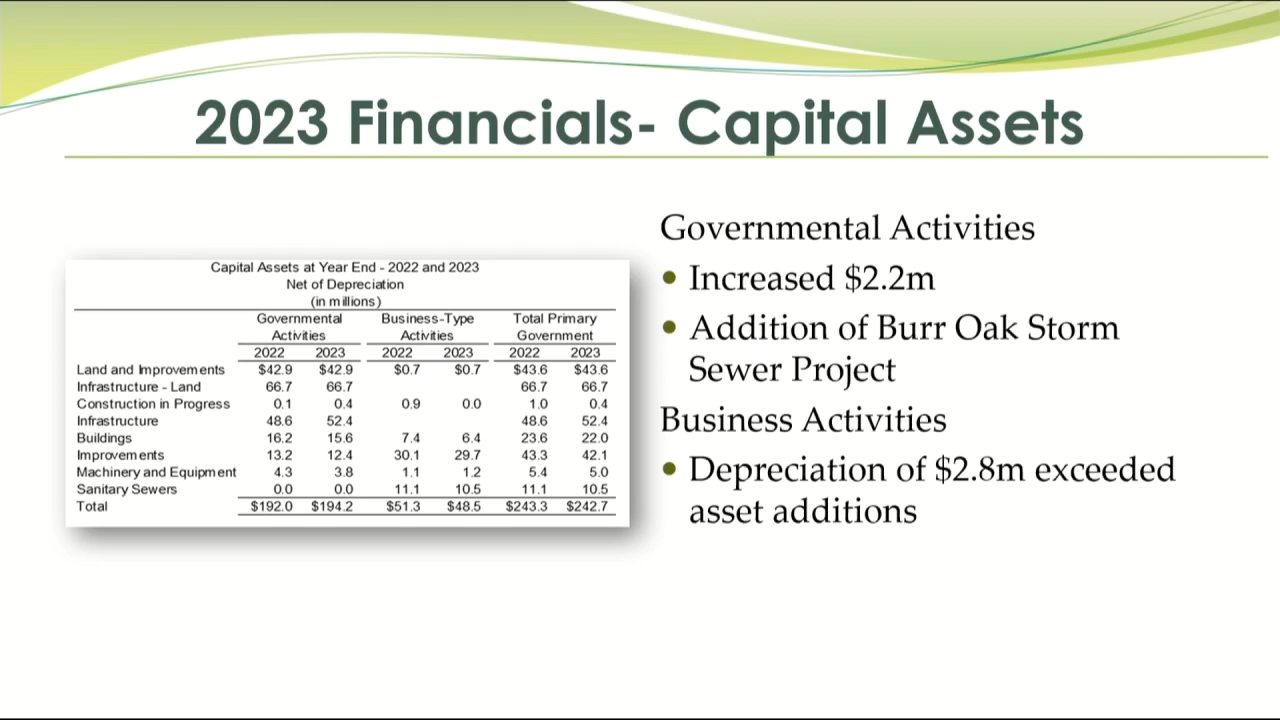 2023 Financials- Capital Assets
Capital Assets at Year End - 2022 and 2023
Net of Depreciation
(in millions)
Governmental Business-Type Total Primary
Activities Activities Government
2022 2023 2022 2023 2022 2023
Land and Improvements $42.9 $42.9 $0.7 $0.7 $43.6 $43.6
Infrastructure - Land 66.7 66.7 66.7 66.7
Construction in Progress 0.1 0.4 0.9 0.0 1.0 0.4
Infrastructure 48.6 52.4 48.6 52.4
Buildings 16.2 15.6 7.4 6.4 23.6 22.0
Improvements 13.2 12.4 30.1 29.7 43.3 42.1
Machinery and Equipment 4.3 3.8 1.1 1.2 5.4 5.0
Sanitary Sewers 0.0 0.0 11.1 10.5 11.1 10.5
Total $192.0 $194.2 $51.3 $48.5 $243.3 $242.7
Governmental Activities
• Increased $2.2m
• Addition of Burr Oak Storm
Sewer Project
Business Activities
• Depreciation of $2.8m exceeded
asset additions